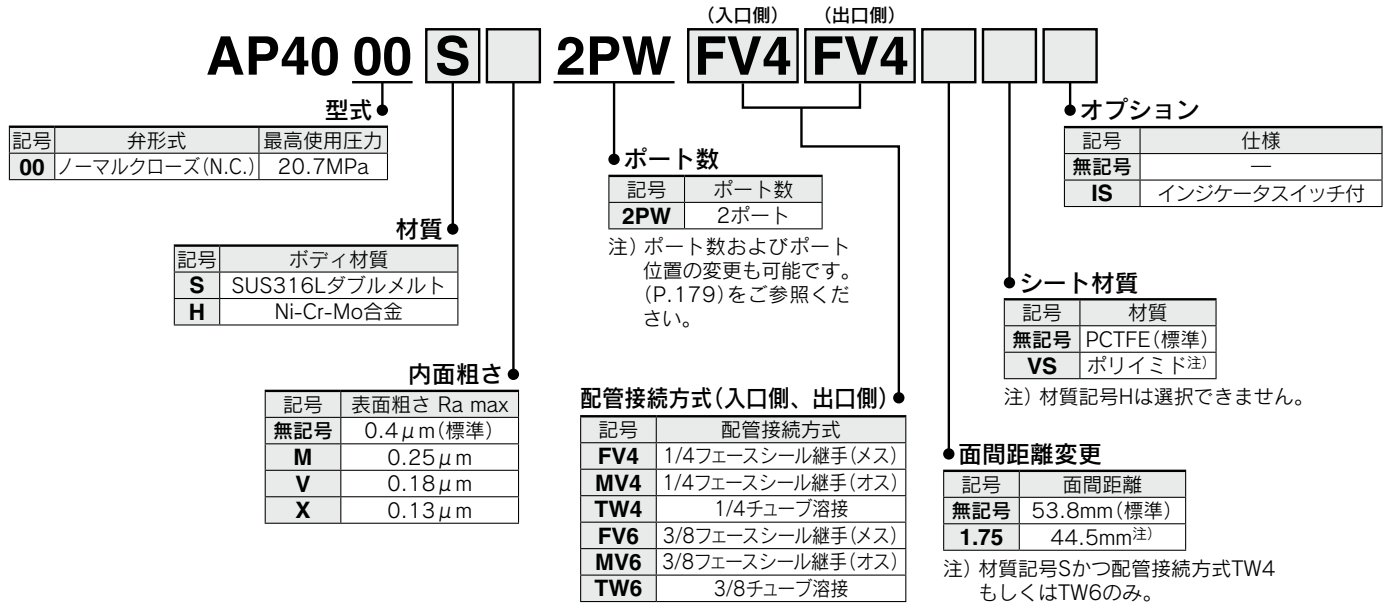 (入口側) (出口側)
AP40 00 S 2PW FV4 FV4
型式
記号 弁形式 最高使用圧力
00 ノーマルクローズ(N.C.) 20.7MPa
材質
記号 ボディ材質
S SUS316Lダブルメルト
H Ni-Cr-Mo合金
内面粗さ
記号 表面粗さ Ra max
無記号 0.4μm(標準)
M 0.25μm
V 0.18μm
X 0.13μm
ポート数
記号 ポート数
2PW 2ポート
注)ポート数およびポート
位置の変更も可能です。
(P.179)をご参照くだ
さい。
配管接続方式(入口側、出口側)
記号 配管接続方式
FV4 1/4フェースシール継手(メス)
MV4 1/4フェースシール継手(オス)
TW4 1/4チューブ溶接
FV6 3/8フェースシール継手(メス)
MV6 3/8フェースシール継手(オス)
TW6 3/8チューブ溶接
オプション
記号 仕様
無記号 —
IS インジケータスイッチ付
シート材質
記号 材質
無記号 PCTFE(標準)
VS ポリイミド注)
注)材質記号Hは選択できません。
面間距離変更
記号 面間距離
無記号 53.8mm(標準)
1.75 44.5mm注)
注)材質記号Sかつ配管接続方式TW4
もしくはTW6のみ。